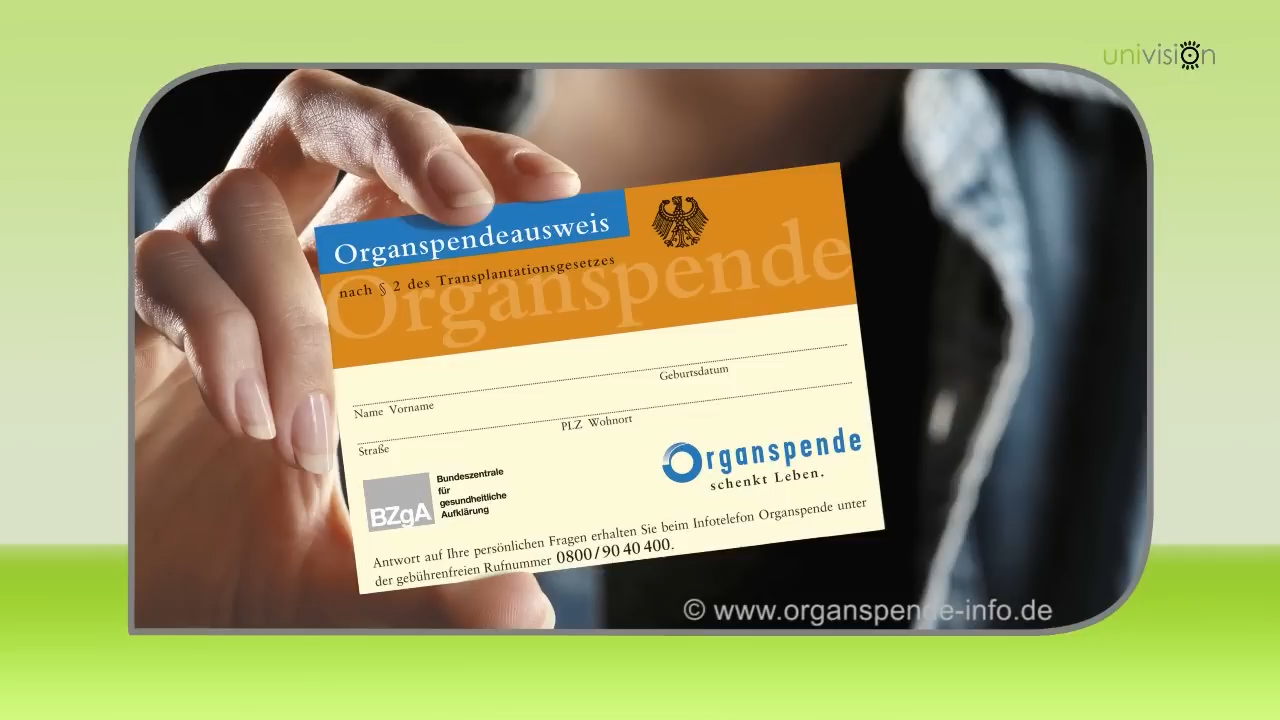 univision
Organspendeausweis
nach § 2 des Transplantationsgesetzes
Organspende
Name Vorname
Geburtsdatum
Straße
PLZ Wohnort
BZgA
Bundeszentrale
für
gesundheitliche
Aufklärung
Organspende
schenkt Leben.
Antwort auf Ihre persönlichen Fragen erhalten Sie beim Infotelefon Organspende unter
der gebührenfreien Rufnummer 0800/90 40 400.
© www.organspende-info.de